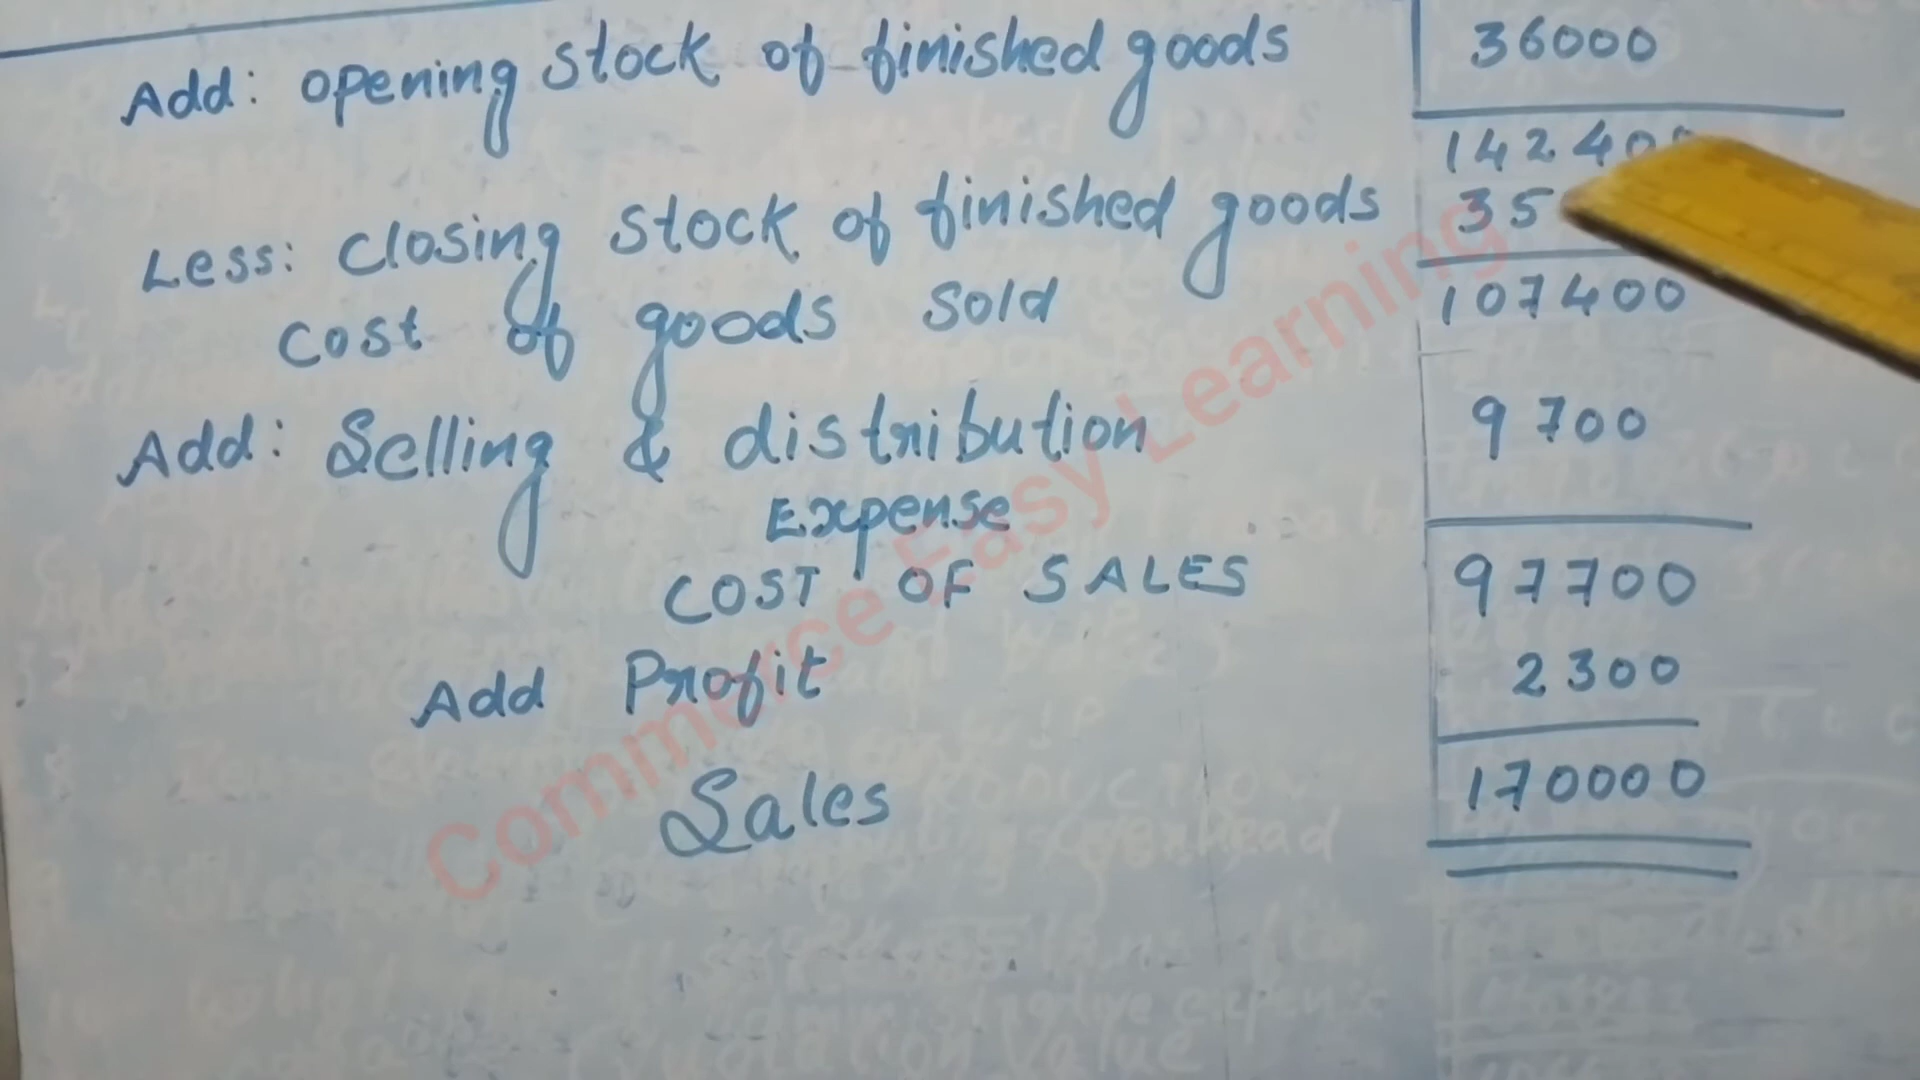 Add: opening stock of finished goods 36000
142400
Less: closing stock of finished goods 35
cost of goods sold 107400
Add: Selling & distribution 9700
Expense
COST OF SALES 97700
Add Profit 2300
Sales 170000
Commerce Easy Learning